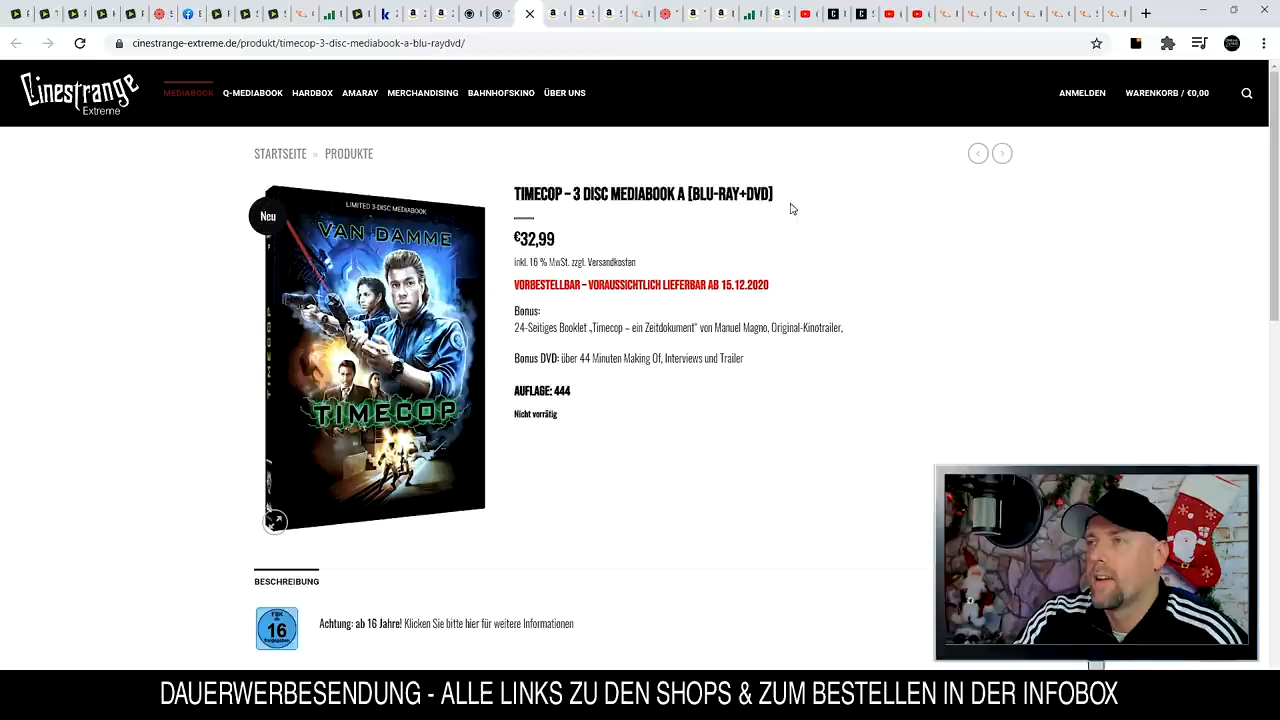 cinestrange-extreme.de/produkt/timecop-3-disc-mediabook-a-blu-raydvd/
Cinestrange
Extreme
MEDIABOOK
Q-MEDIABOOK
HARDBOX
AMARAY
MERCHANDISING
BAHNHOFSKINO
ÜBER UNS
ANMELDEN
WARENKORB / €0,00
STARTSEITE » PRODUKTE
Neu
LIMITED 3-DISC MEDIABOOK
VAN DAMME
TIMECOP
TIMECOP
TIMECOP – 3 DISC MEDIABOOK A [BLU-RAY+DVD]
€32,99
inkl. 16 % MwSt. zzgl. Versandkosten
VORBESTELLBAR – VORAUSSICHTLICH LIEFERBAR AB 15.12.2020
Bonus:
24-Seitiges Booklet „Timecop – ein Zeitdokument“ von Manuel Magno, Original-Kinotrailer,
Bonus DVD: über 44 Minuten Making Of, Interviews und Trailer
AUFLAGE: 444
Nicht vorrätig
BESCHREIBUNG
FSK
16
Achtung: ab 16 Jahre! Klicken Sie bitte hier für weitere Informationen
DAUERWERBESENDUNG - ALLE LINKS ZU DEN SHOPS & ZUM BESTELLEN IN DER INFOBOX